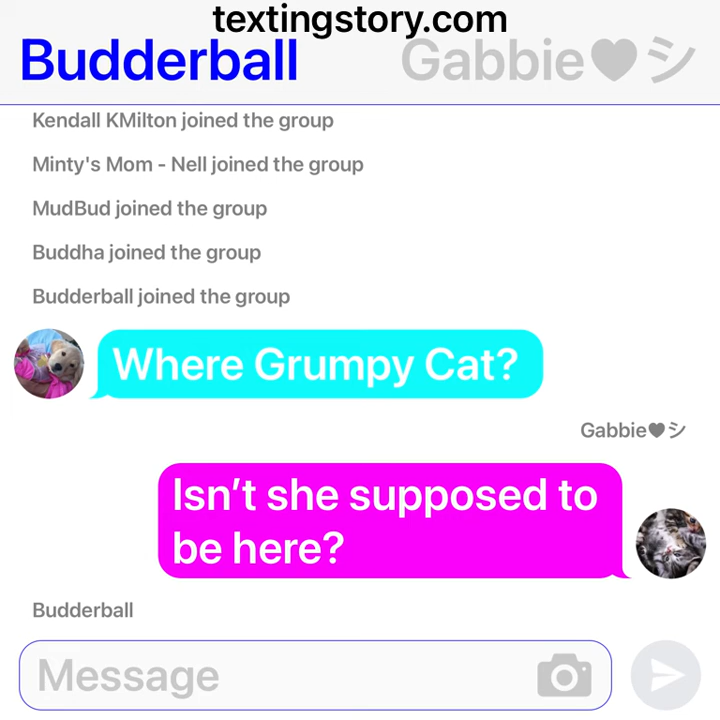 textingstory.com
Budderball Gabbie♥シ
Kendall KMilton joined the group
Minty's Mom - Nell joined the group
MudBud joined the group
Buddha joined the group
Budderball joined the group
Where Grumpy Cat?
Gabbie♥シ
Isn't she supposed to
be here?
Budderball
Message